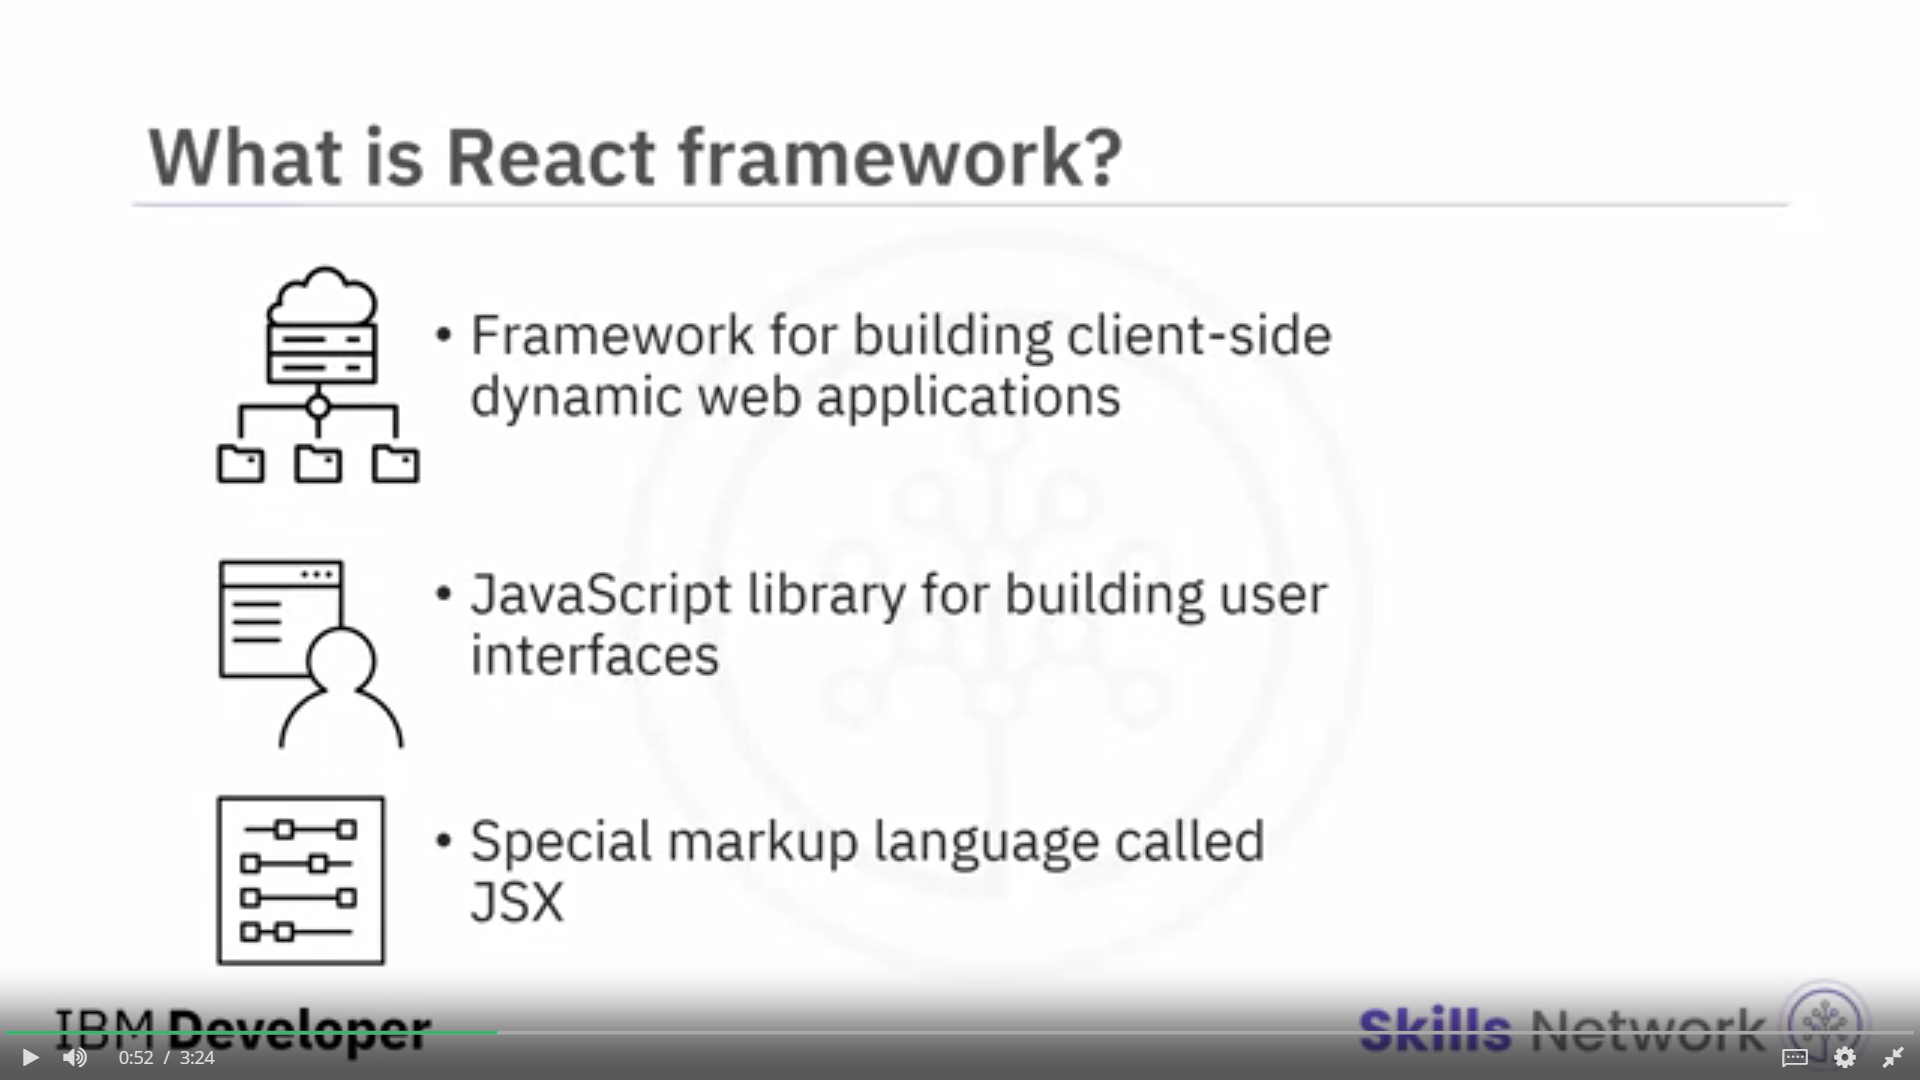 What is React framework?
• Framework for building client-side
dynamic web applications
• JavaScript library for building user
interfaces
• Special markup language called
JSX
IBM Developer
Skills Network
0:52 / 3:24